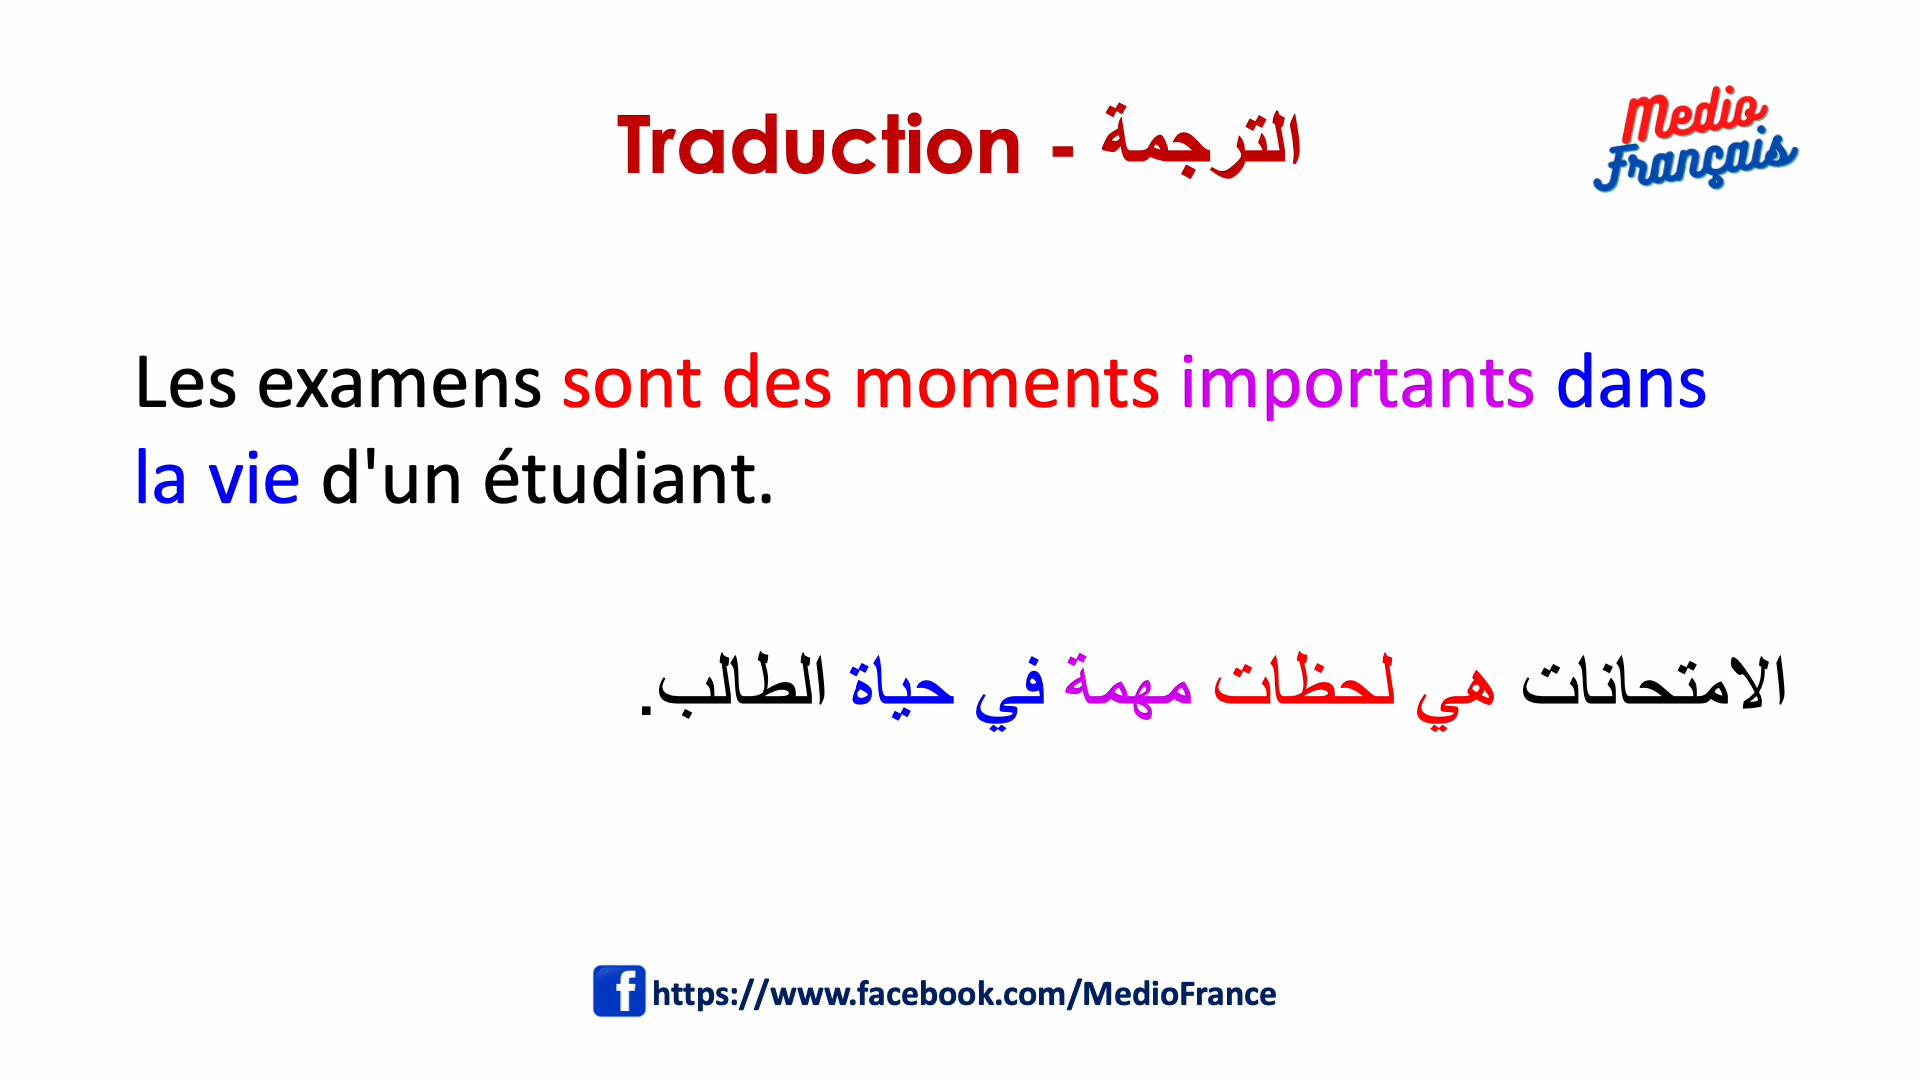 Traduction - الترجمة
Medio
Français
Les examens sont des moments importants dans
la vie d'un étudiant.
الامتحانات هي لحظات مهمة في حياة الطالب.
f https://www.facebook.com/MedioFrance